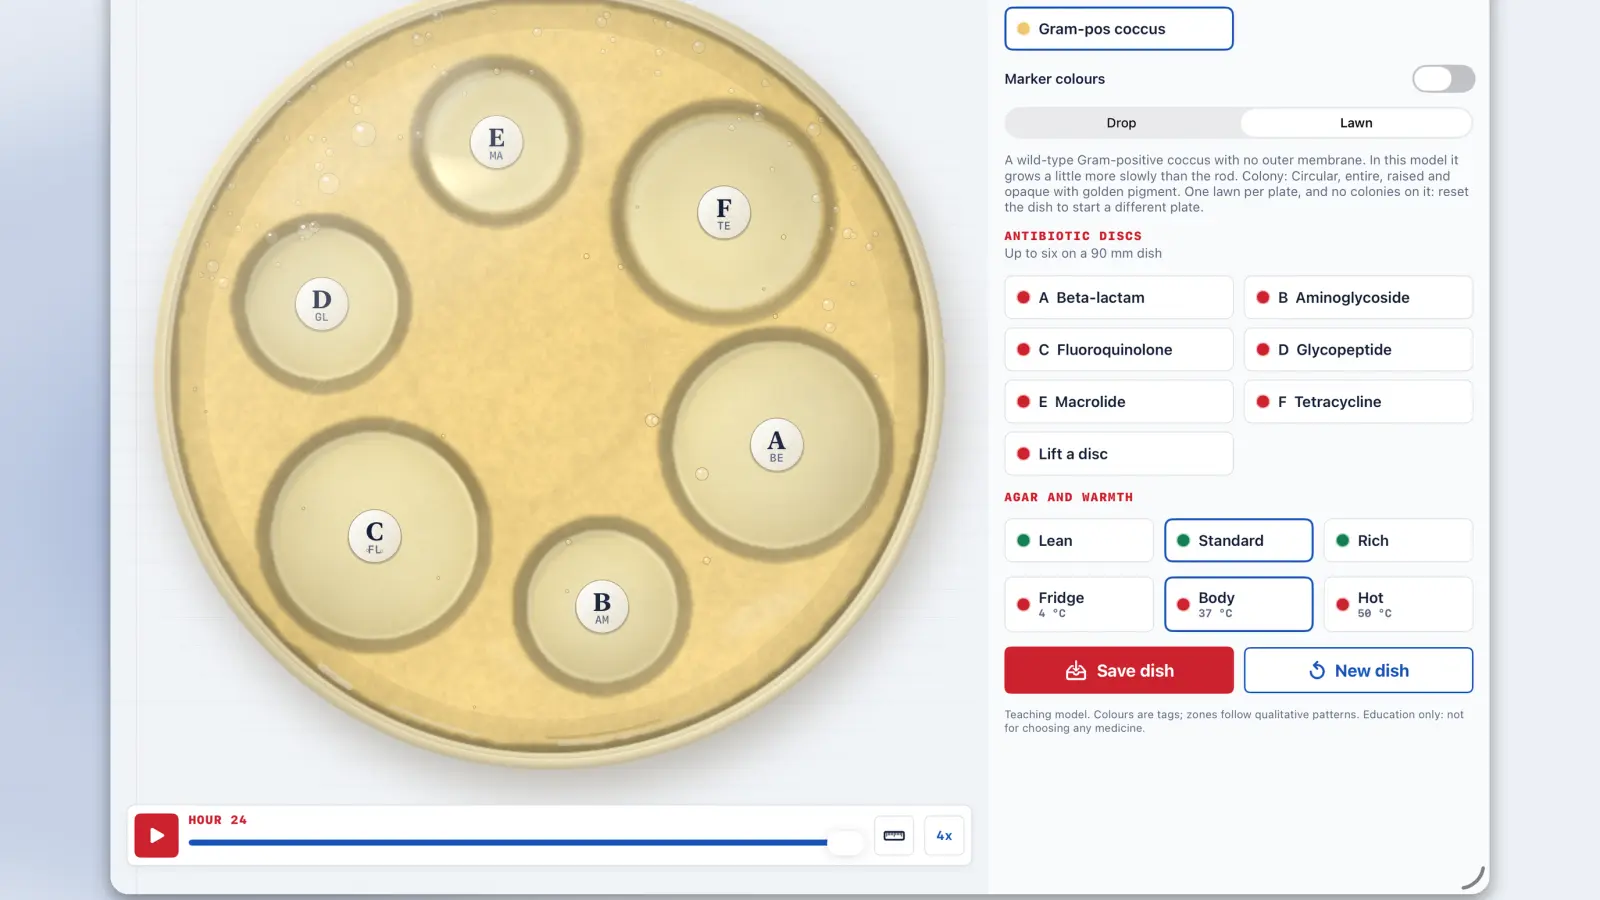 Gram-pos coccus
Marker colours
Drop
Lawn
A wild-type Gram-positive coccus with no outer membrane. In this model it
grows a little more slowly than the rod. Colony: Circular, entire, raised and
opaque with golden pigment. One lawn per plate, and no colonies on it: reset
the dish to start a different plate.
ANTIBIOTIC DISCS
Up to six on a 90 mm dish
A Beta-lactam
B Aminoglycoside
C Fluoroquinolone
D Glycopeptide
E Macrolide
F Tetracycline
Lift a disc
AGAR AND WARMTH
Lean
Standard
Rich
Fridge
4 °C
Body
37 °C
Hot
50 °C
Save dish
New dish
Teaching model. Colours are tags; zones follow qualitative patterns. Education only: not
for choosing any medicine.
E
MA
F
TE
D
GL
A
BE
C
FL
B
AM
HOUR 24
4x